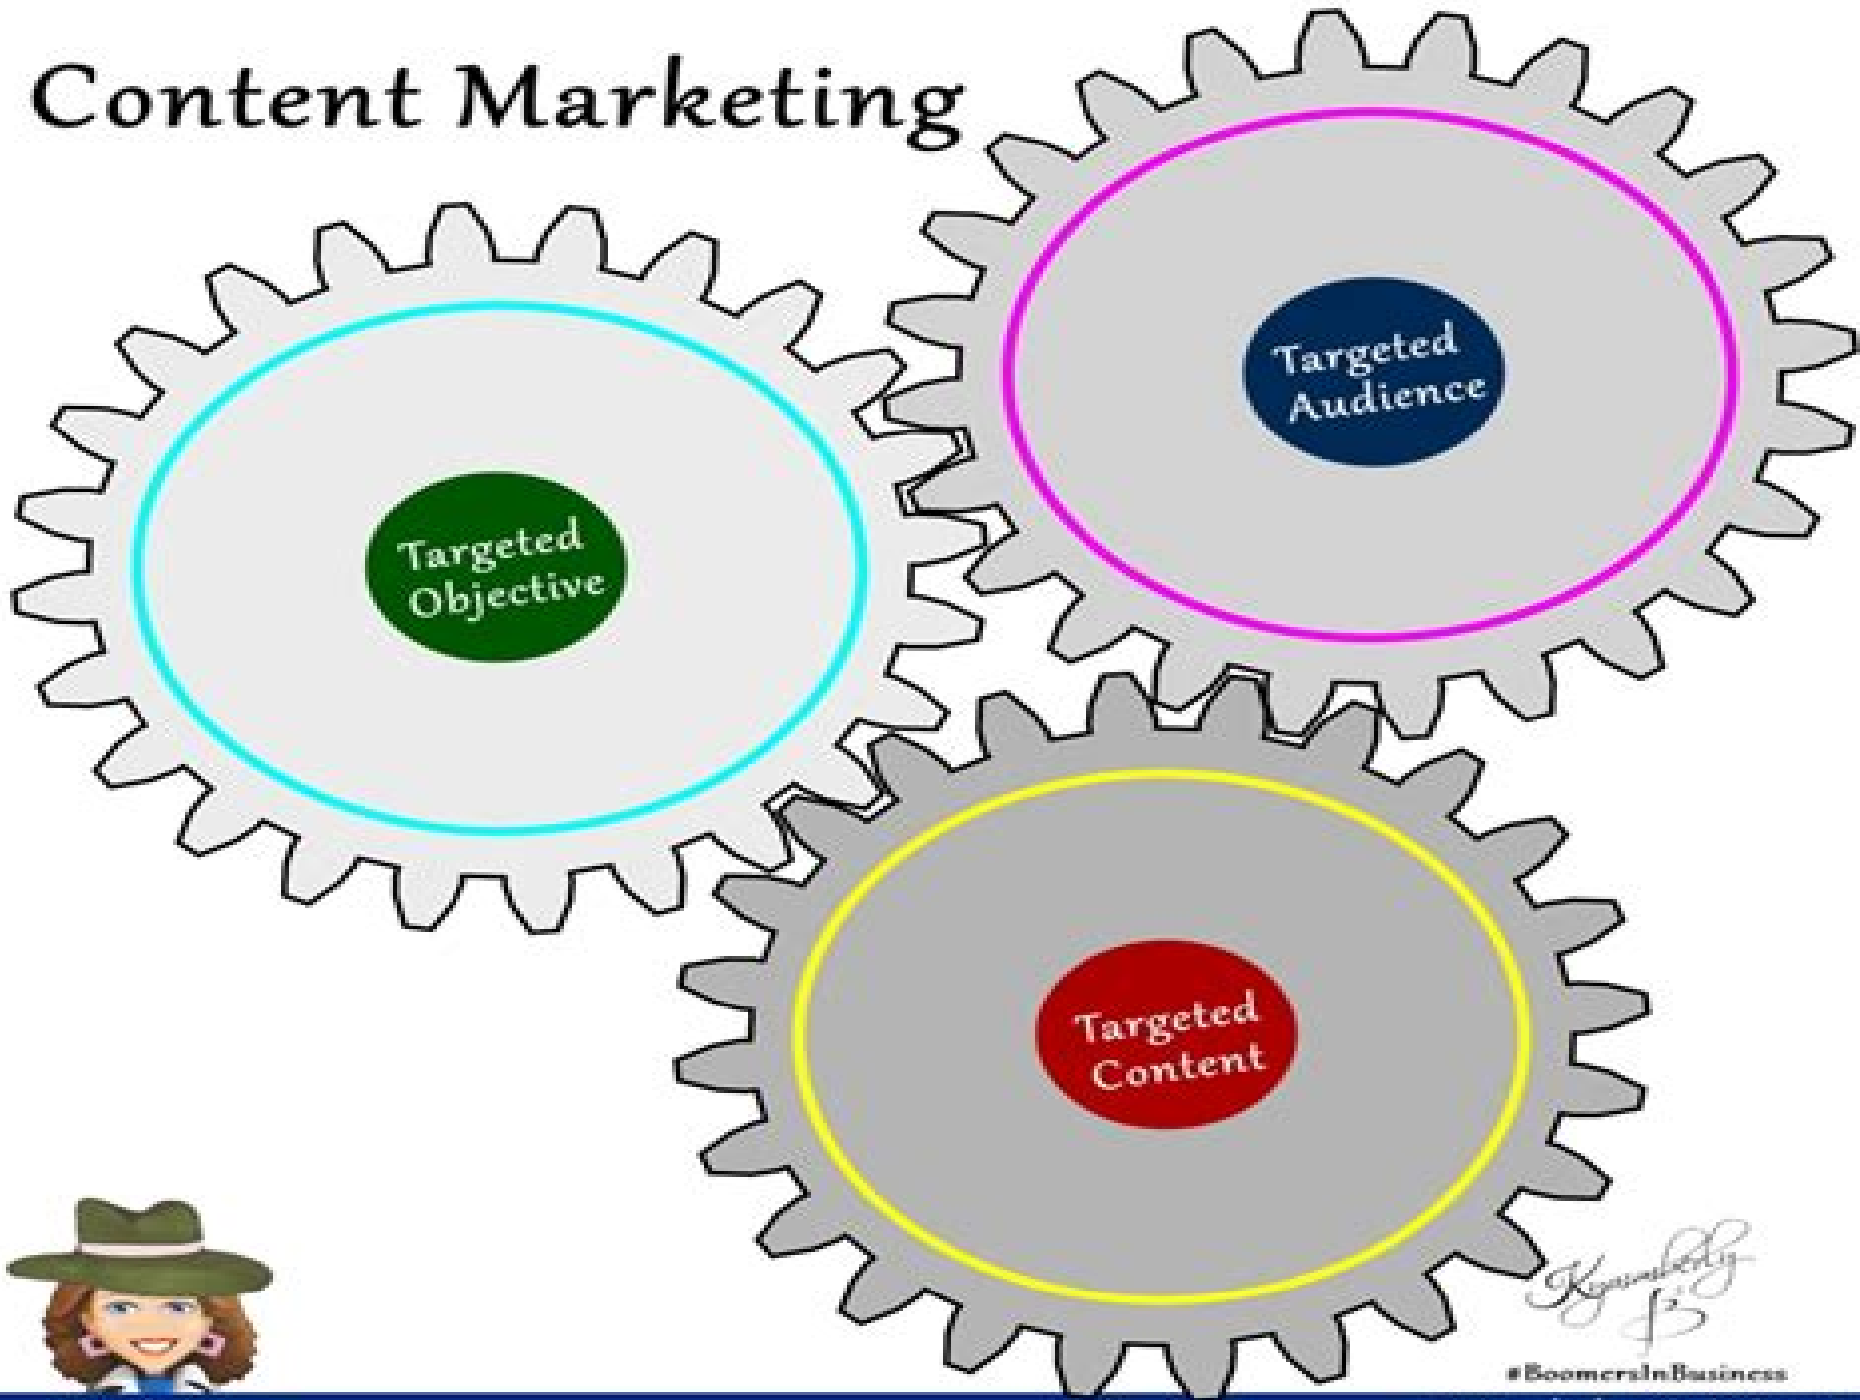 Content Marketing
Targeted
Audience
Targeted
Objective
Targeted
Content
#BoomersInBusiness